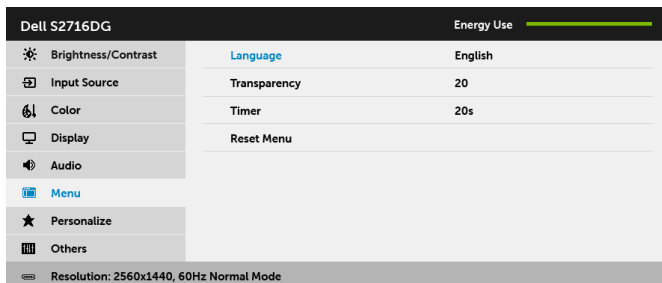 Dell S2716DG Energy Use
Brightness/Contrast Language English
Input Source Transparency 20
Color Timer 20s
Display Reset Menu
Audio
Menu
Personalize
Others
Resolution: 2560x1440, 60Hz Normal Mode